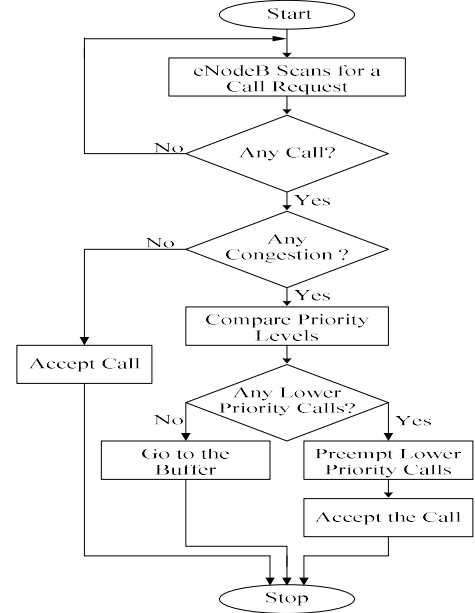 Start
eNodeB Scans for a
Call Request
No
Any Call?
Yes
No
Any
Congestion ?
Yes
Compare Priority
Levels
Accept Call
Any Lower
Priority Calls?
No
Yes
Go to the
Buffer
Preempt Lower
Priority Calls
Accept the Call
Stop